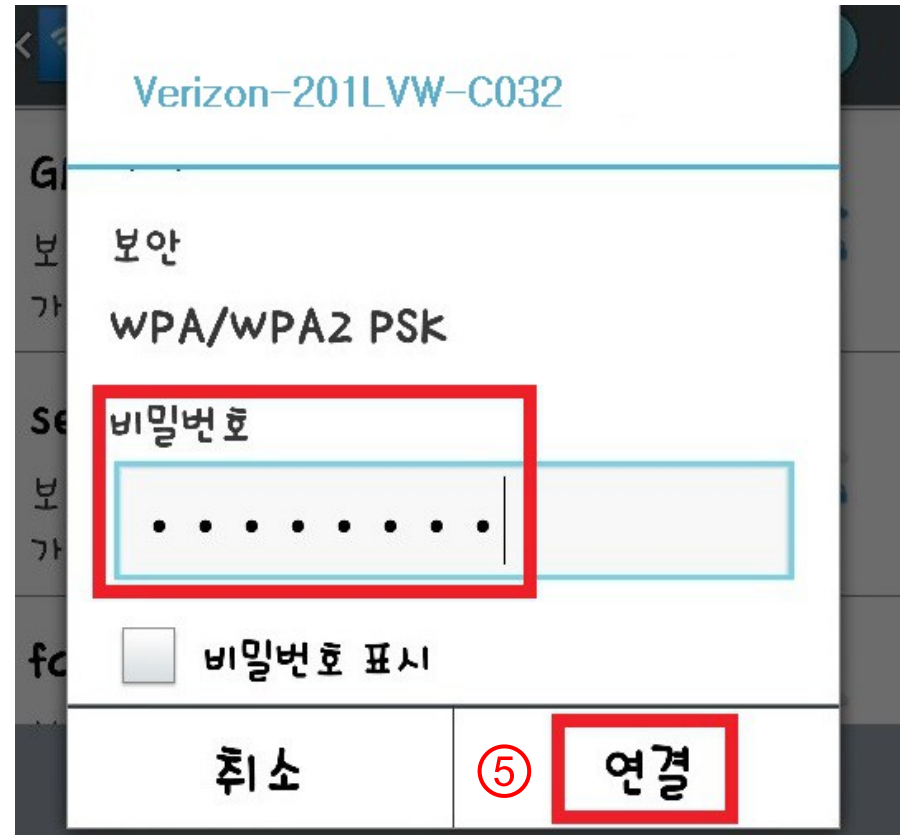 Verizon-201LVW-C032
보안
WPA/WPA2 PSK
비밀번호
비밀번호 표시
취소
⑤ 연결